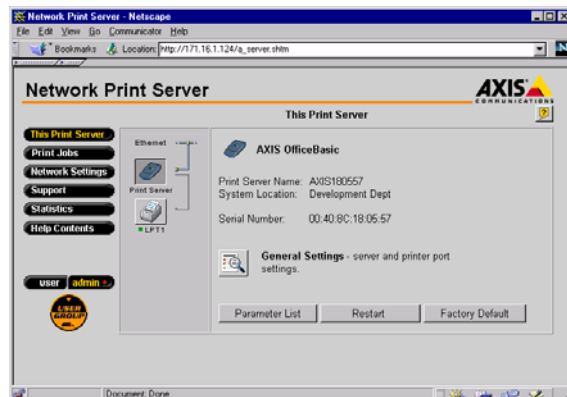 Network Print Server - Netscape
File Edit View Go Communicator Help
Bookmarks Location: http://171.16.1.124/a_server.shtm
Network Print Server
AXIS
COMMUNICATIONS
This Print Server
?
This Print Server
Print Jobs
Network Settings
Support
Statistics
Help Contents
user admin
USER GROUP
Ethernet
Print Server
LPT1
AXIS OfficeBasic
Print Server Name: AXIS180557
System Location: Development Dept
Serial Number: 00:40:8C:18:05:57
General Settings - server and printer port
settings.
Parameter List Restart Factory Default
Document: Done